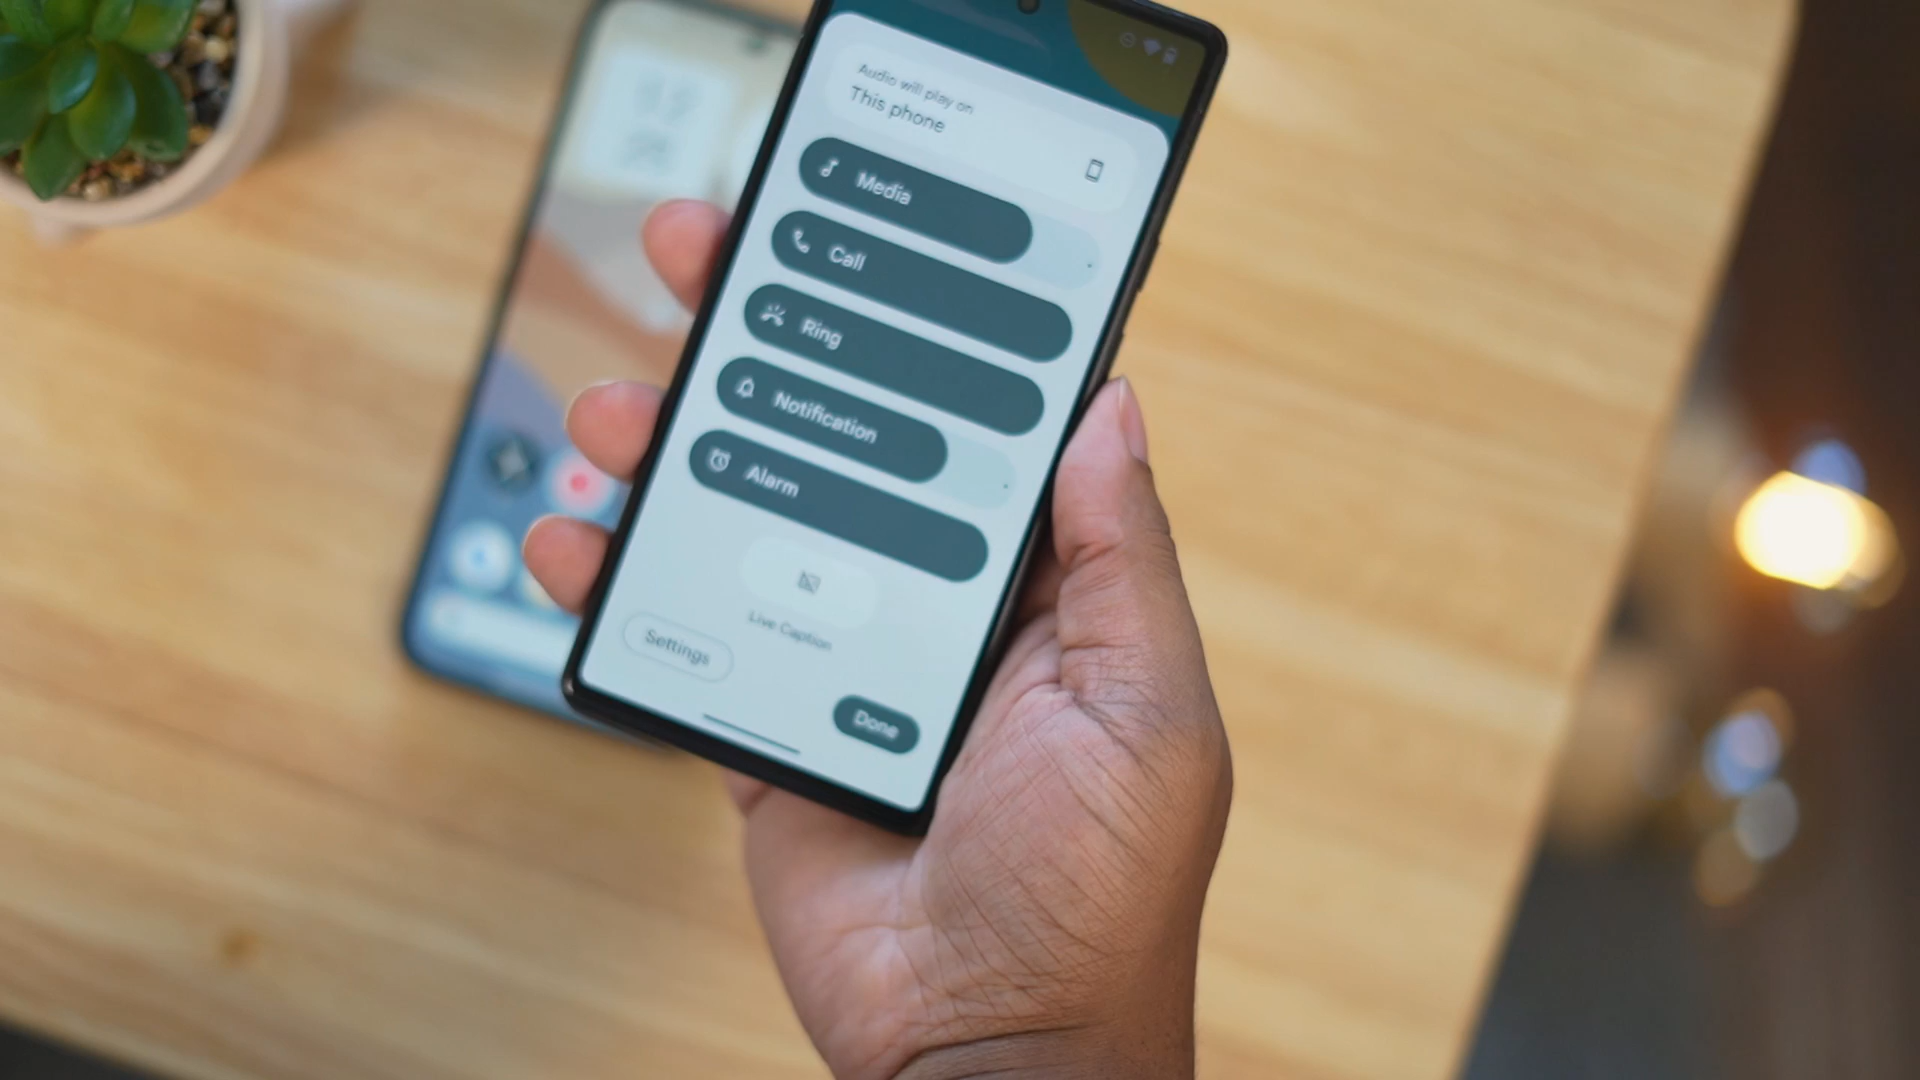 Audio will play on
This phone
Media
Call
Ring
Notification
Alarm
Live Caption
Settings
Done